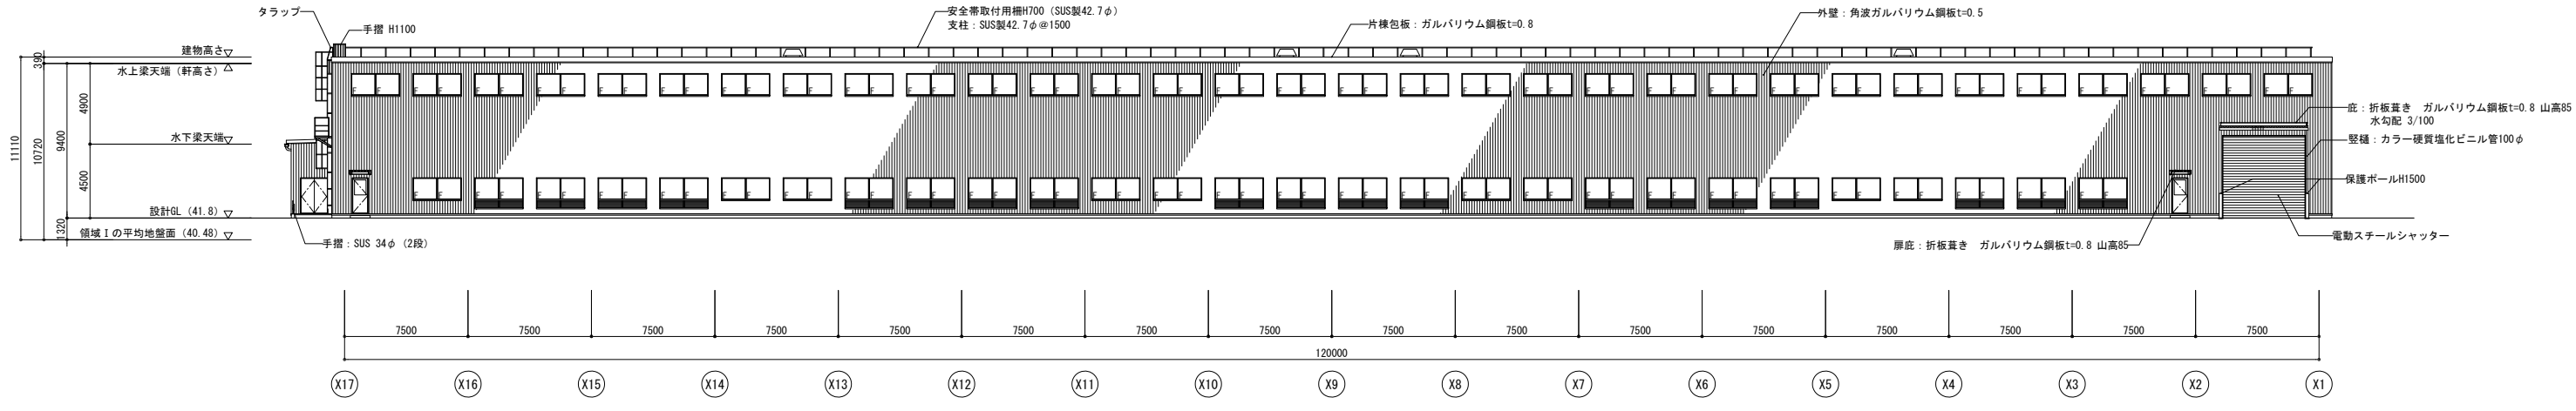 タラップ
手摺 H1100
安全帯取付用柵H700（SUS製42.7φ）
支柱：SUS製42.7φ@1500
片棟包板：ガルバリウム鋼板t=0.8
外壁：角波ガルバリウム鋼板t=0.5
建物高さ
水上梁天端（軒高さ）
水下梁天端
設計GL（41.8）
領域Ⅰの平均地盤面（40.48）
390
4900
4500
9400
10720
11110
1320
手摺：SUS 34φ（2段）
庇：折板葺き　ガルバリウム鋼板t=0.8 山高85
水勾配 3/100
竪樋：カラー硬質塩化ビニル管100φ
保護ポールH1500
電動スチールシャッター
扉庇：折板葺き　ガルバリウム鋼板t=0.8 山高85
F F F F F F F F F F F F F F F F F F F F F F F F F F F F F F F F F F F F F F F F F F F F F F F F F F F F F F F F F F F F F F F F
F F F F F F F F F F F F F F F F F F F F F F F F F F F F F F F F F F F F F F F F F F F F F F F F F F F F F F F F
7500 7500 7500 7500 7500 7500 7500 7500 7500 7500 7500 7500 7500 7500 7500 7500
120000
X17 X16 X15 X14 X13 X12 X11 X10 X9 X8 X7 X6 X5 X4 X3 X2 X1